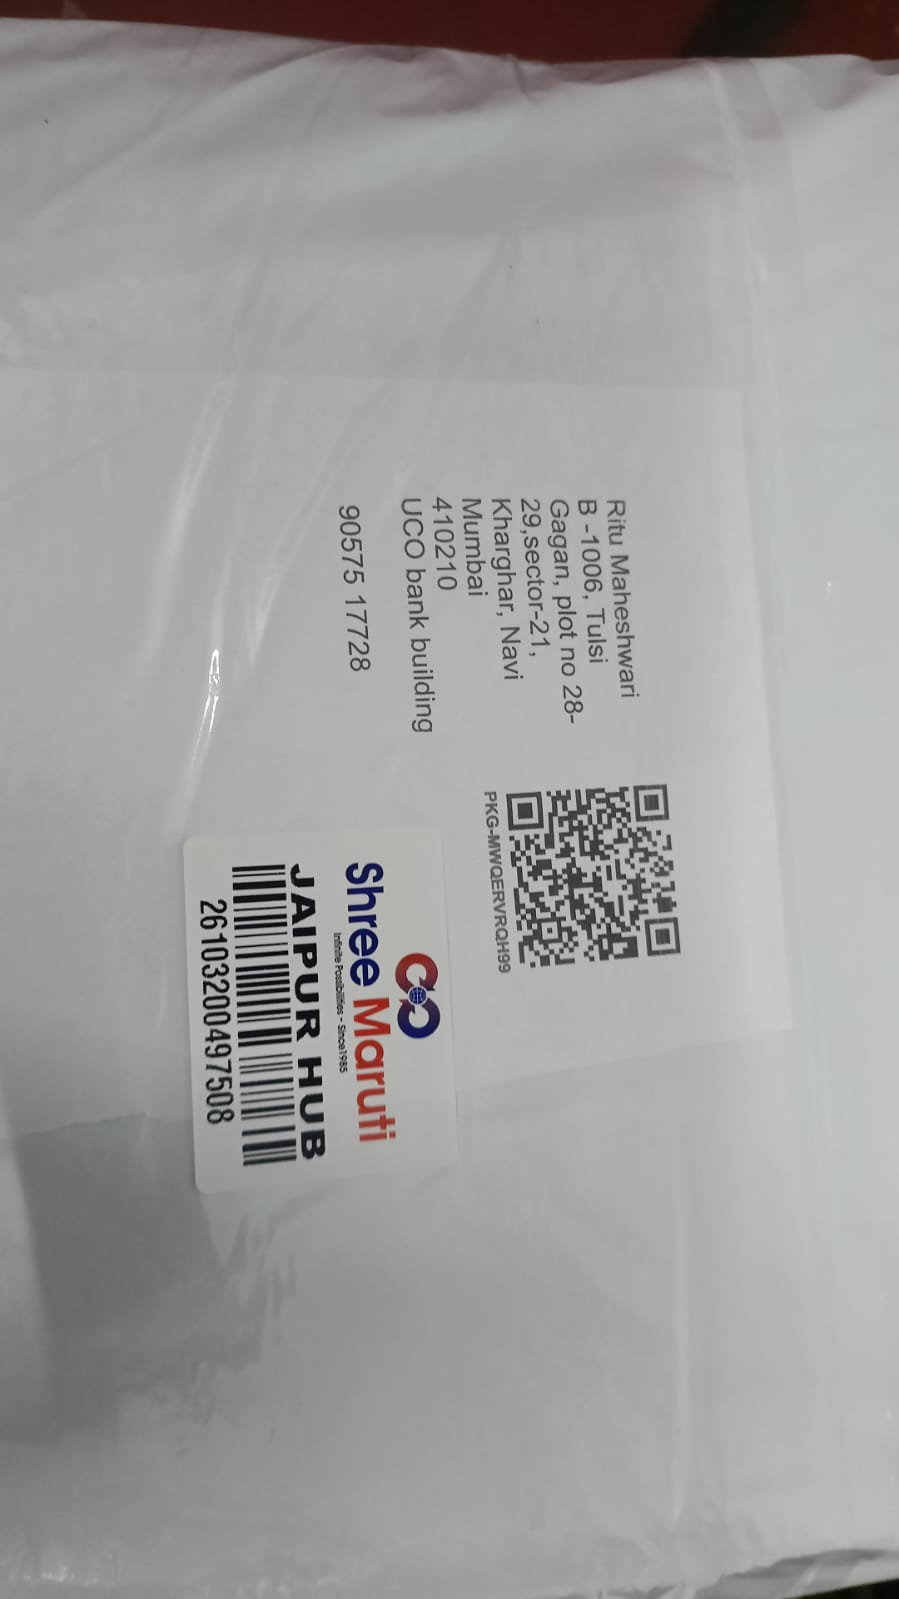 Ritu Maheshwari
B -1006, Tulsi
Gagan, plot no 28-
29,sector-21,
Kharghar, Navi
Mumbai
410210
UCO bank building
90575 17728
PKG-MWQERVRQH99
Shree Maruti
Infinite Possibilities - Since1985
JAIPUR HUB
26103200497508